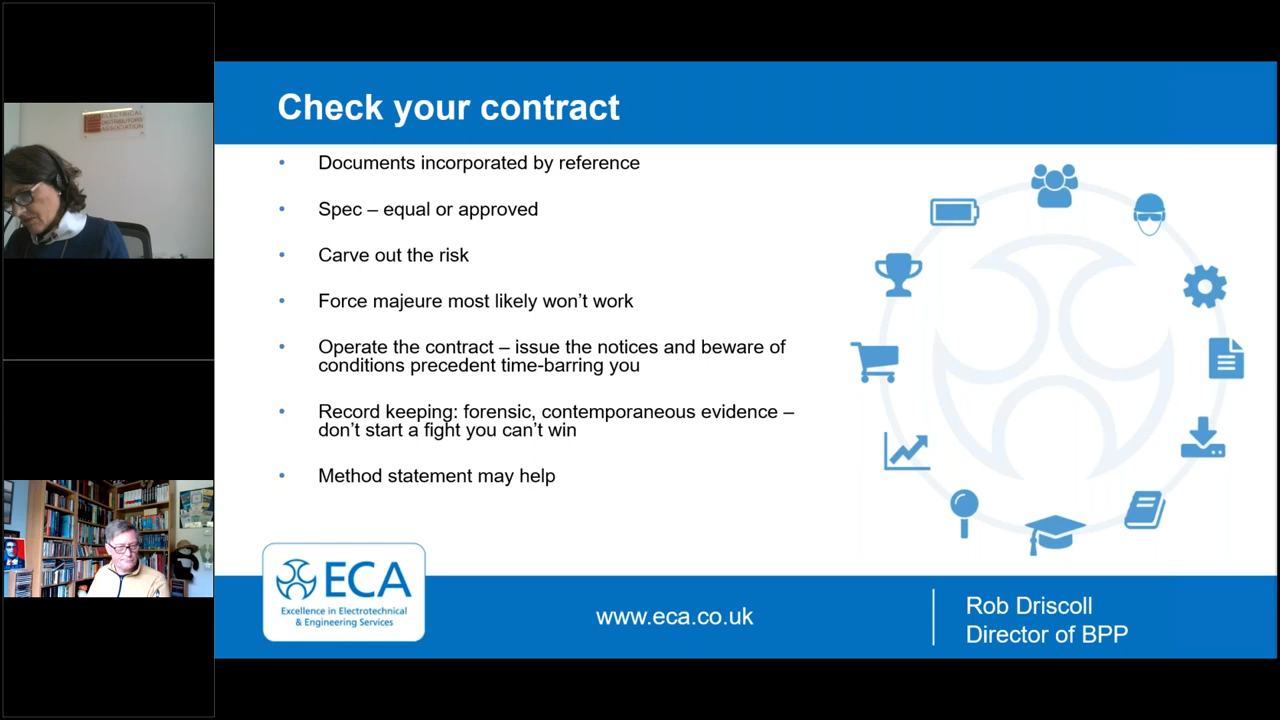 ELECTRICAL
DISTRIBUTORS
ASSOCIATION
Check your contract
• Documents incorporated by reference
• Spec – equal or approved
• Carve out the risk
• Force majeure most likely won’t work
• Operate the contract – issue the notices and beware of
conditions precedent time-barring you
• Record keeping: forensic, contemporaneous evidence –
don’t start a fight you can’t win
• Method statement may help
ECA
Excellence in Electrotechnical
& Engineering Services
www.eca.co.uk
Rob Driscoll
Director of BPP